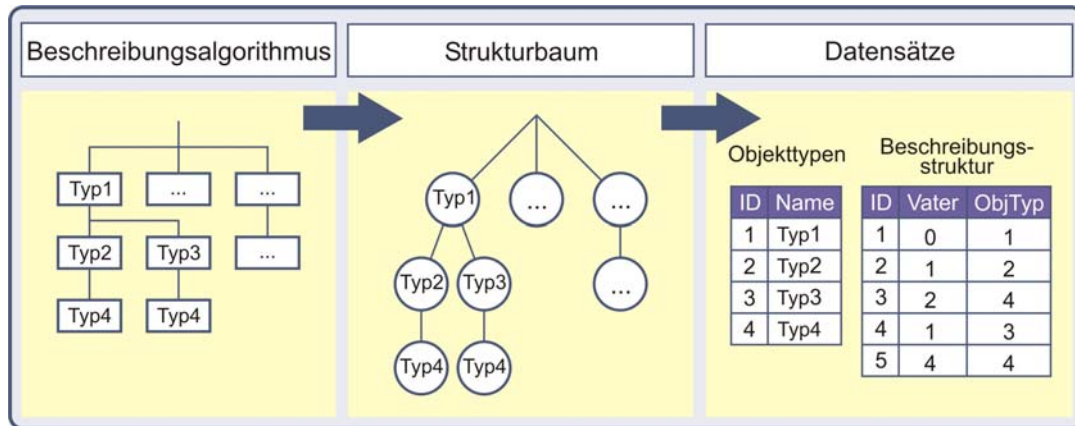 Beschreibungsalgorithmus
Typ1 ... ...
Typ2 Typ3 ...
Typ4 Typ4
Strukturbaum
Typ1 ... ...
Typ2 Typ3 ...
Typ4 Typ4
Datensätze
Objekttypen
ID Name
1 Typ1
2 Typ2
3 Typ3
4 Typ4
Beschreibungs-
struktur
ID Vater ObjTyp
1 0 1
2 1 2
3 2 4
4 1 3
5 4 4